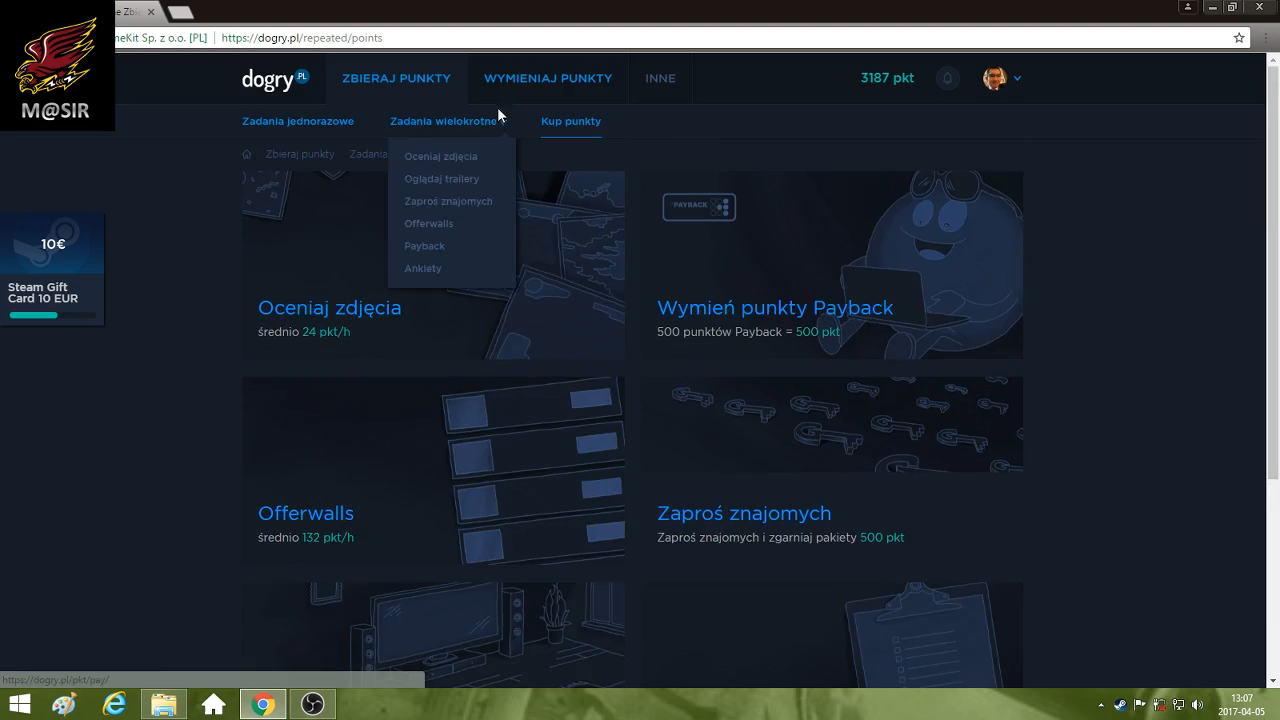 ne Zbi
neKit Sp. z o.o. [PL] https://dogry.pl/repeated/points
M@SIR
dogry PL
ZBIERAJ PUNKTY
WYMIENIAJ PUNKTY
INNE
3187 pkt
Zadania jednorazowe
Zadania wielokrotne
Kup punkty
Zbieraj punkty Zadania
Oceniaj zdjęcia
Oglądaj trailery
Zaproś znajomych
Offerwalls
Payback
Ankiety
10€
Steam Gift
Card 10 EUR
Oceniaj zdjęcia
średnio 24 pkt/h
PAYBACK
Wymień punkty Payback
500 punktów Payback = 500 pkt
Offerwalls
średnio 132 pkt/h
Zaproś znajomych
Zaproś znajomych i zgarniaj pakiety 500 pkt
https://dogry.pl/pkt/pay/
13:07
2017-04-05